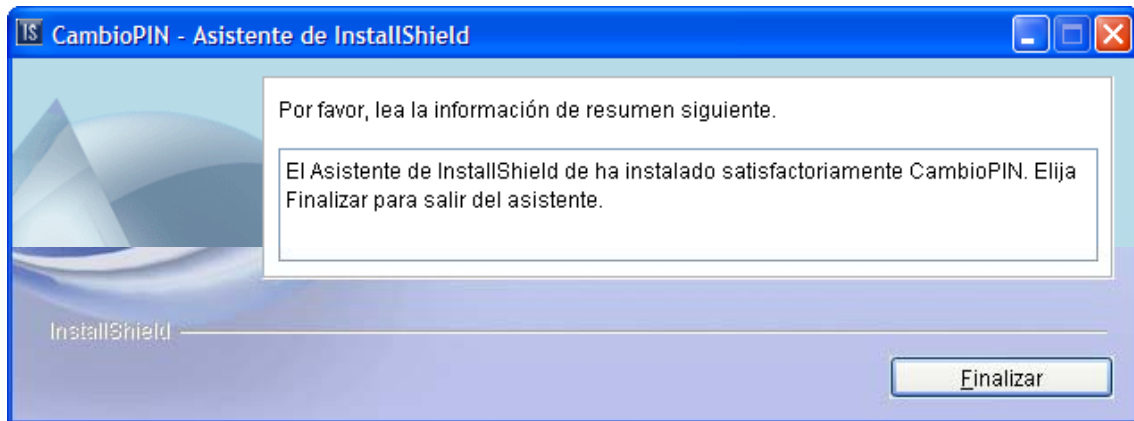 IS CambioPIN - Asistente de InstallShield
Por favor, lea la información de resumen siguiente.
El Asistente de InstallShield de ha instalado satisfactoriamente CambioPIN. Elija
Finalizar para salir del asistente.
InstallShield
Finalizar